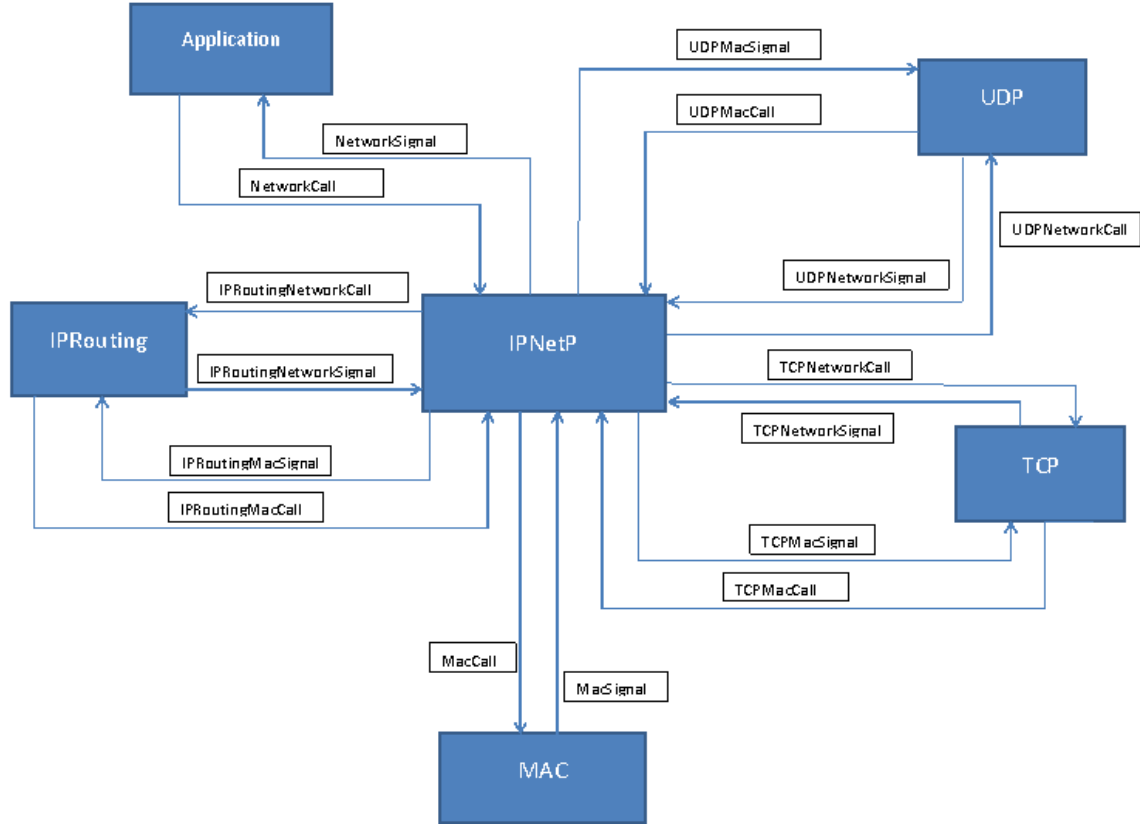 Application
UDPMacSignal
UDP
UDPMacCall
NetworkSignal
NetworkCall
UDPNetworkCall
UDPNetworkSignal
IPRoutingNetworkCall
IPRouting
IPNetP
IPRoutingNetworkSignal
TCPNetworkCall
TCPNetworkSignal
IPRoutingMacSignal
TCP
IPRoutingMacCall
TCPMacSignal
TCPMacCall
MacCall
MacSignal
MAC